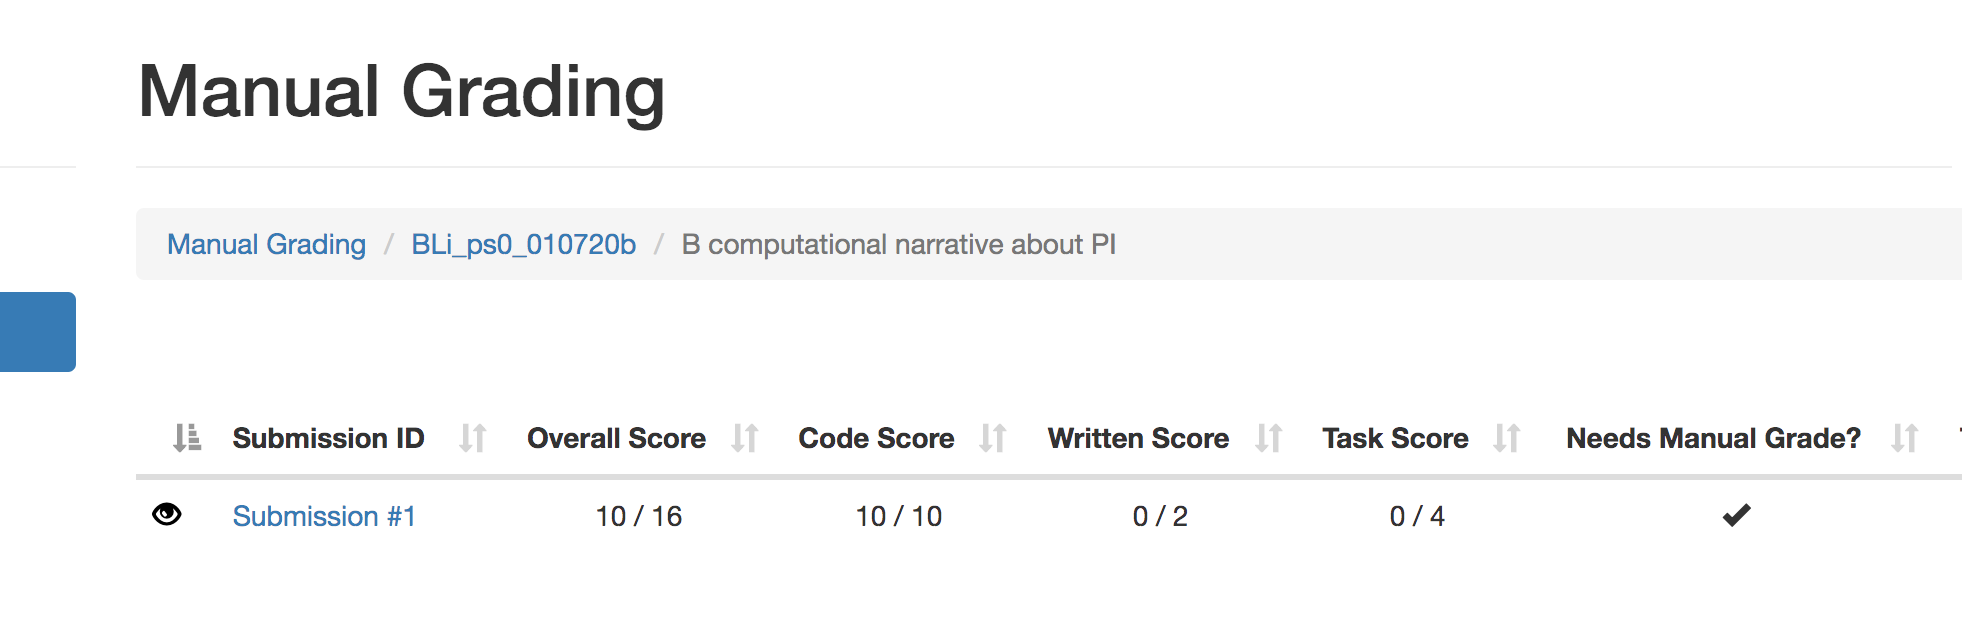 Manual Grading
Manual Grading / BLi_ps0_010720b / B computational narrative about PI
Submission ID Overall Score Code Score Written Score Task Score Needs Manual Grade?
Submission #1 10 / 16 10 / 10 0 / 2 0 / 4